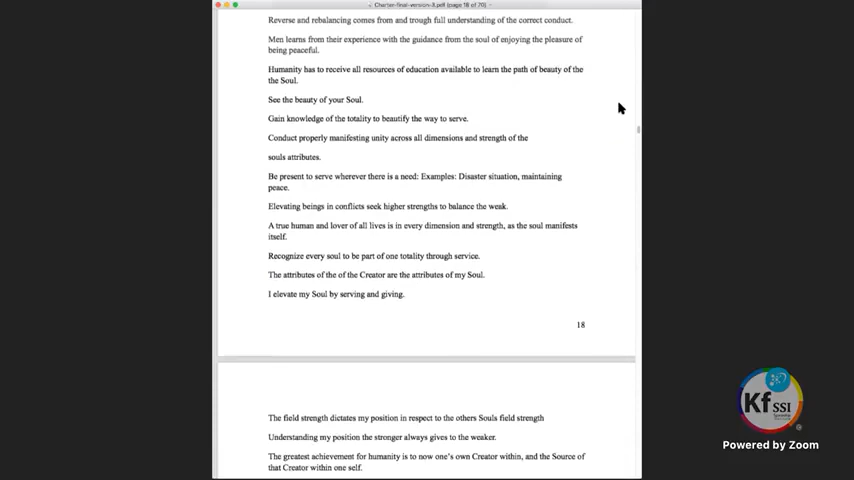 Charter-final-version-3.pdf (page 18 of 70)
Reverse and rebalancing comes from and trough full understanding of the correct conduct.
Men learns from their experience with the guidance from the soul of enjoying the pleasure of
being peaceful.
Humanity has to receive all resources of education available to learn the path of beauty of the
the Soul.
See the beauty of your Soul.
Gain knowledge of the totality to beautify the way to serve.
Conduct properly manifesting unity across all dimensions and strength of the
souls attributes.
Be present to serve wherever there is a need: Examples: Disaster situation, maintaining
peace.
Elevating beings in conflicts seek higher strengths to balance the weak.
A true human and lover of all lives is in every dimension and strength, as the soul manifests
itself.
Recognize every soul to be part of one totality through service.
The attributes of the of the Creator are the attributes of my Soul.
I elevate my Soul by serving and giving.
18
The field strength dictates my position in respect to the others Souls field strength
Understanding my position the stronger always gives to the weaker.
The greatest achievement for humanity is to now one's own Creator within, and the Source of
that Creator within one self.
Kf SSI
Powered by Zoom